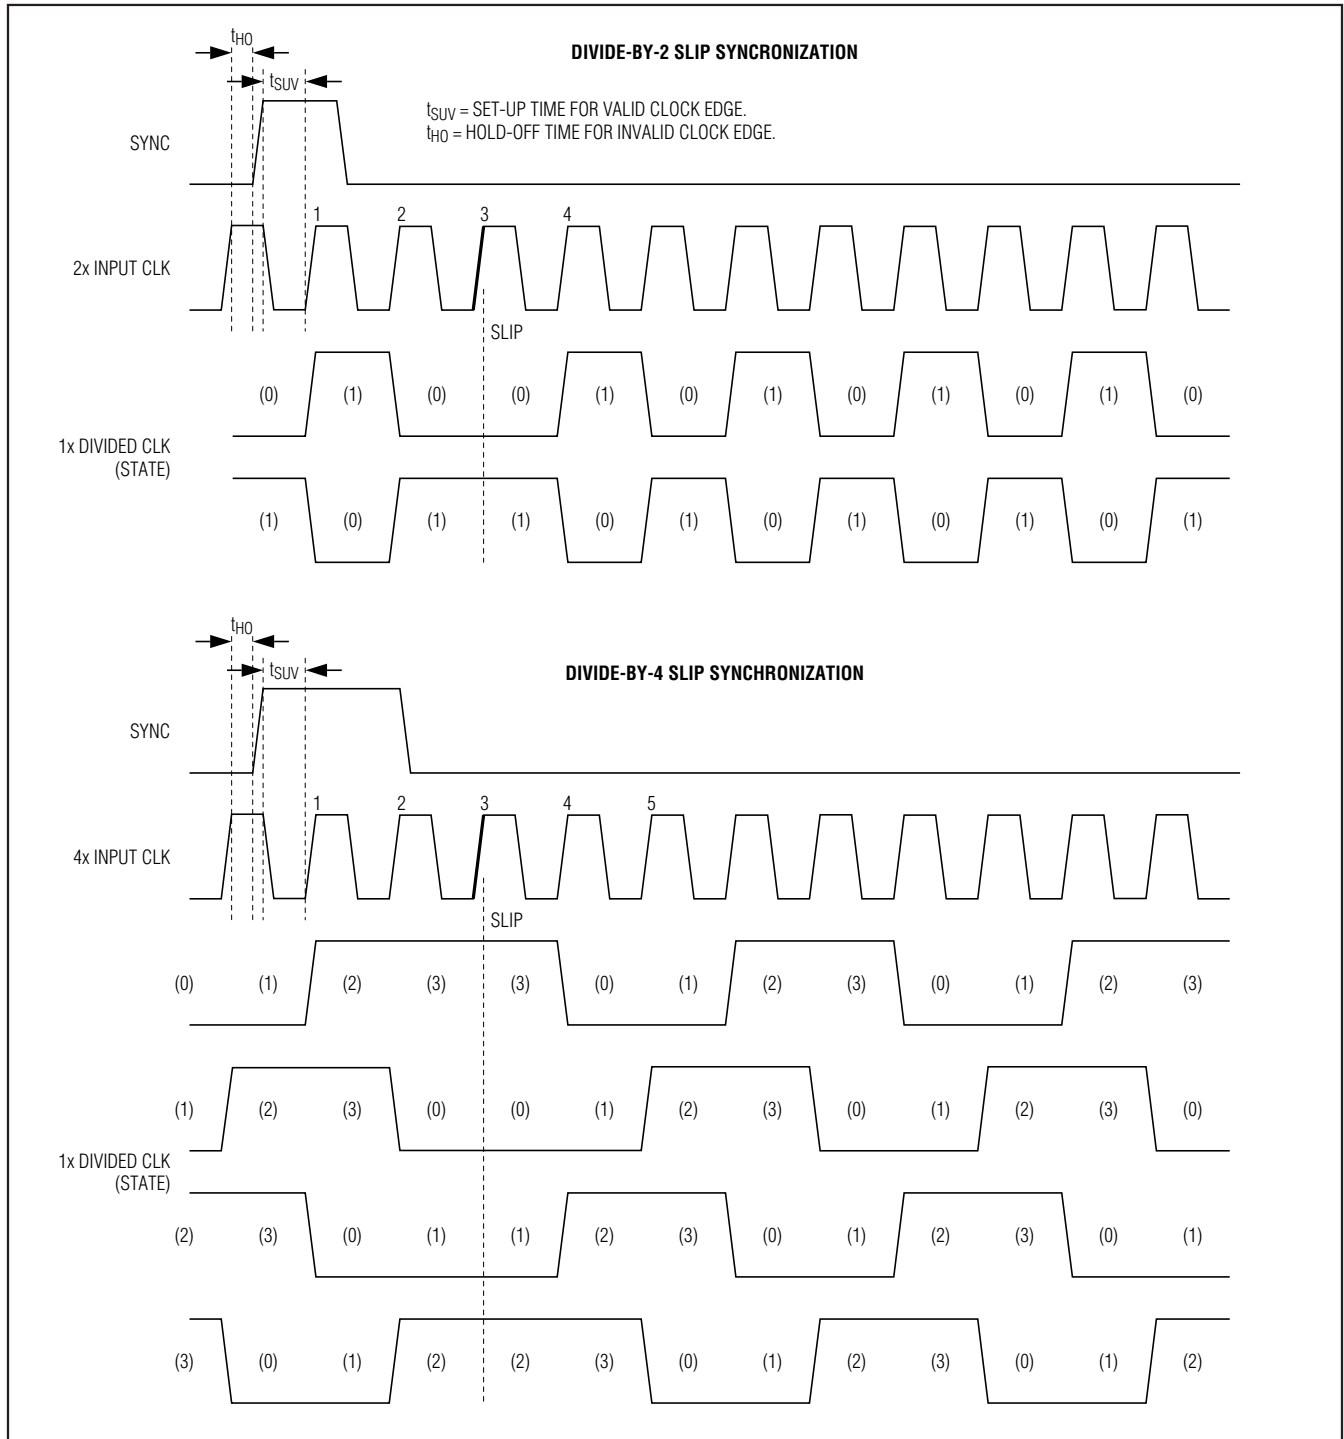 tHO
DIVIDE-BY-2 SLIP SYNCRONIZATION
tSUV
tSUV = SET-UP TIME FOR VALID CLOCK EDGE.
tHO = HOLD-OFF TIME FOR INVALID CLOCK EDGE.
SYNC
1 2 3 4
2x INPUT CLK
SLIP
(0) (1) (0) (0) (1) (0) (1) (0) (1) (0) (1) (0)
1x DIVIDED CLK
(STATE)
(1) (0) (1) (1) (0) (1) (0) (1) (0) (1) (0) (1)
tHO
tSUV
DIVIDE-BY-4 SLIP SYNCHRONIZATION
SYNC
1 2 3 4 5
4x INPUT CLK
SLIP
(0) (1) (2) (3) (3) (0) (1) (2) (3) (0) (1) (2) (3)
(1) (2) (3) (0) (0) (1) (2) (3) (0) (1) (2) (3) (0)
1x DIVIDED CLK
(STATE)
(2) (3) (0) (1) (1) (2) (3) (0) (1) (2) (3) (0) (1)
(3) (0) (1) (2) (2) (3) (0) (1) (2) (3) (0) (1) (2)